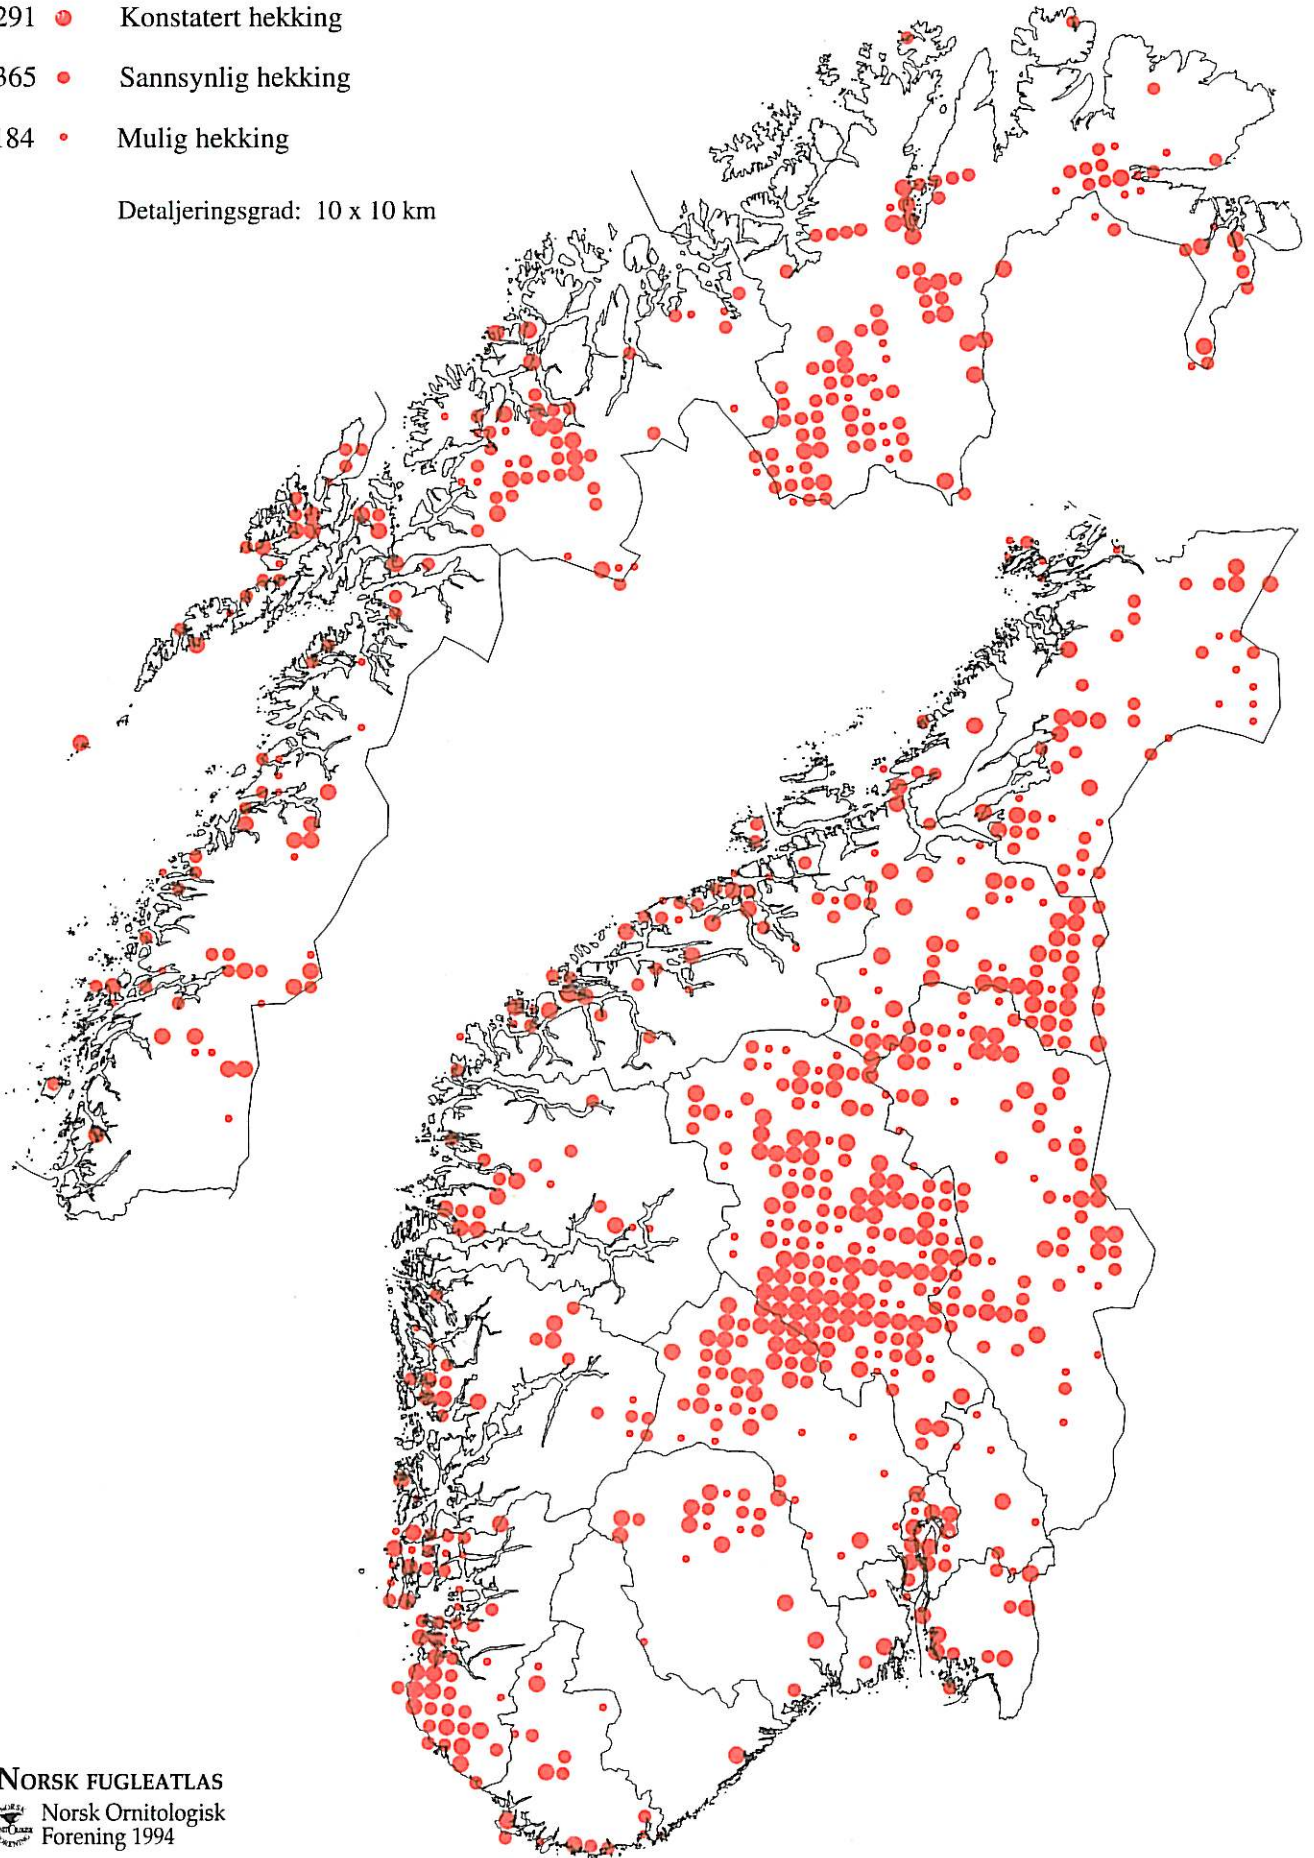 291 Konstatert hekking
365 Sannsynlig hekking
184 Mulig hekking
Detaljeringsgrad: 10 x 10 km
NORSK FUGLEATLAS
Norsk Ornitologisk
Forening 1994